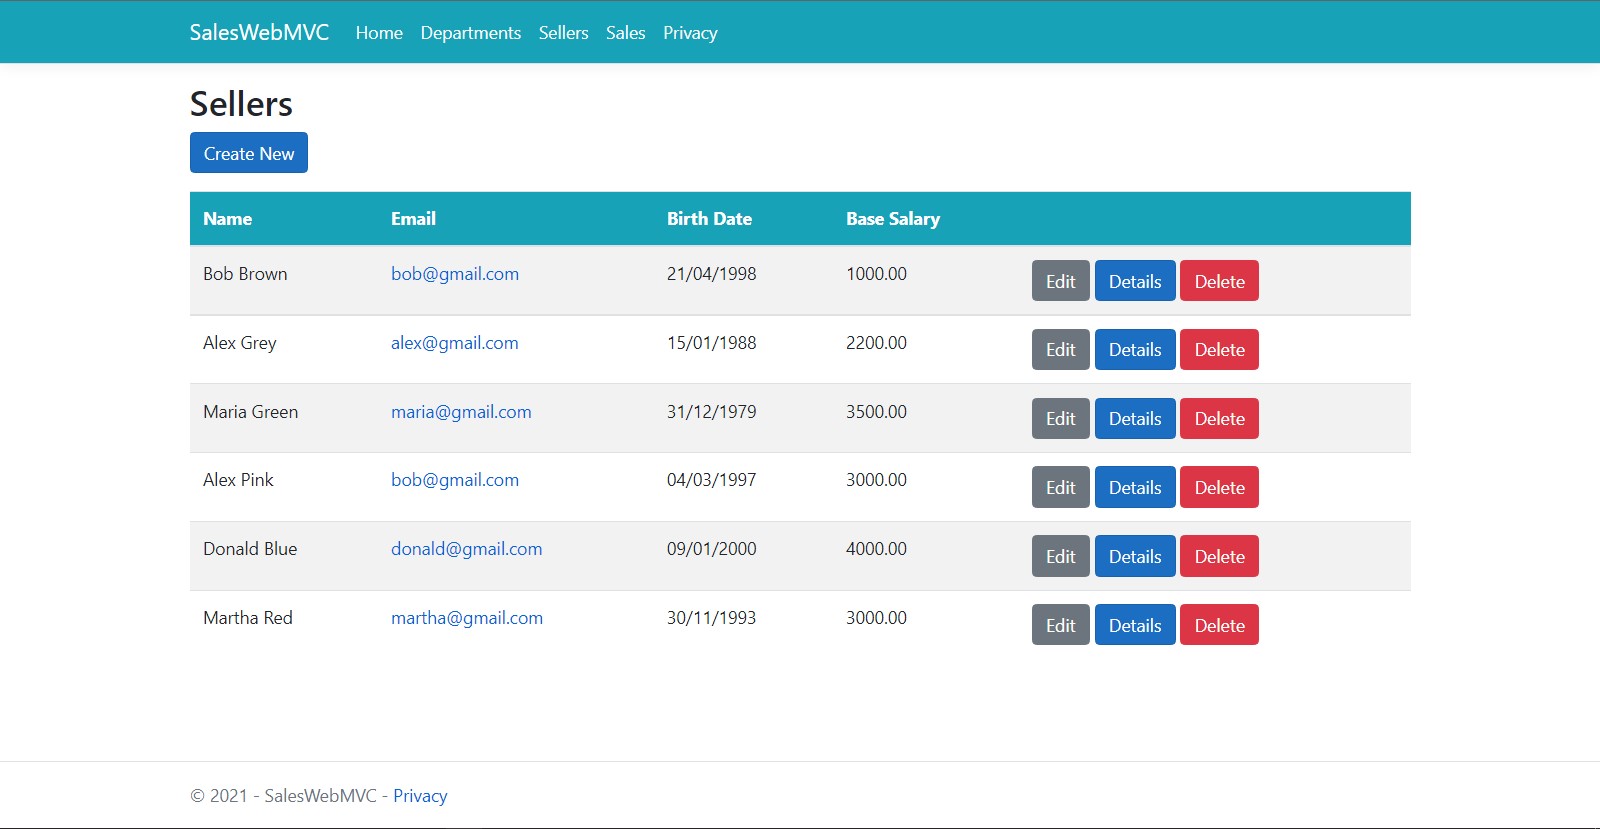 SalesWebMVC Home Departments Sellers Sales Privacy
Sellers
Create New
Name Email Birth Date Base Salary
Bob Brown bob@gmail.com 21/04/1998 1000.00 Edit Details Delete
Alex Grey alex@gmail.com 15/01/1988 2200.00 Edit Details Delete
Maria Green maria@gmail.com 31/12/1979 3500.00 Edit Details Delete
Alex Pink bob@gmail.com 04/03/1997 3000.00 Edit Details Delete
Donald Blue donald@gmail.com 09/01/2000 4000.00 Edit Details Delete
Martha Red martha@gmail.com 30/11/1993 3000.00 Edit Details Delete
© 2021 - SalesWebMVC - Privacy